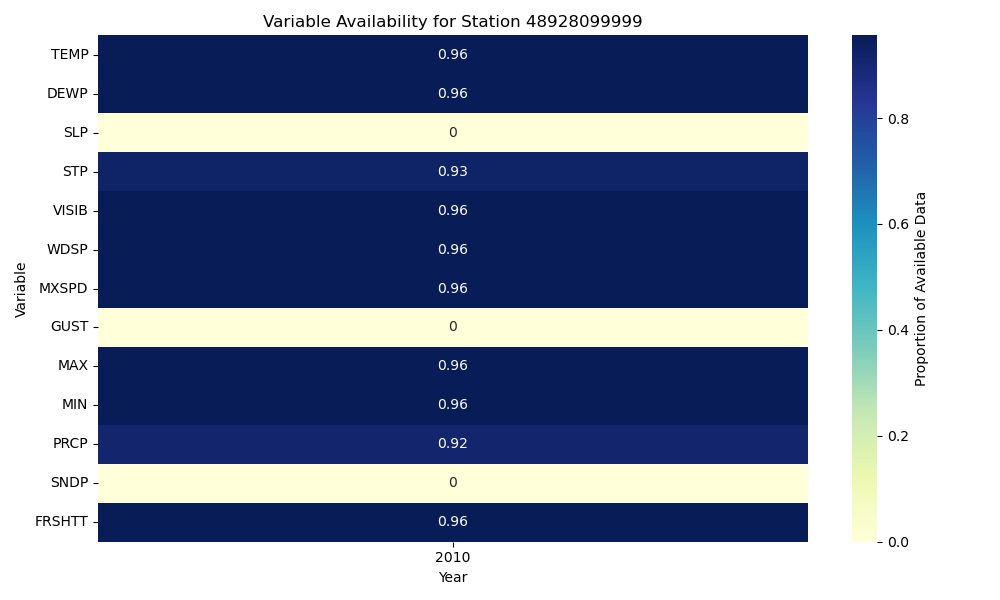 Variable Availability for Station 48928099999
Variable
TEMP 0.96
DEWP 0.96
SLP 0
STP 0.93
VISIB 0.96
WDSP 0.96
MXSPD 0.96
GUST 0
MAX 0.96
MIN 0.96
PRCP 0.92
SNDP 0
FRSHTT 0.96
2010
Year
0.8
0.6
0.4
0.2
0.0
Proportion of Available Data